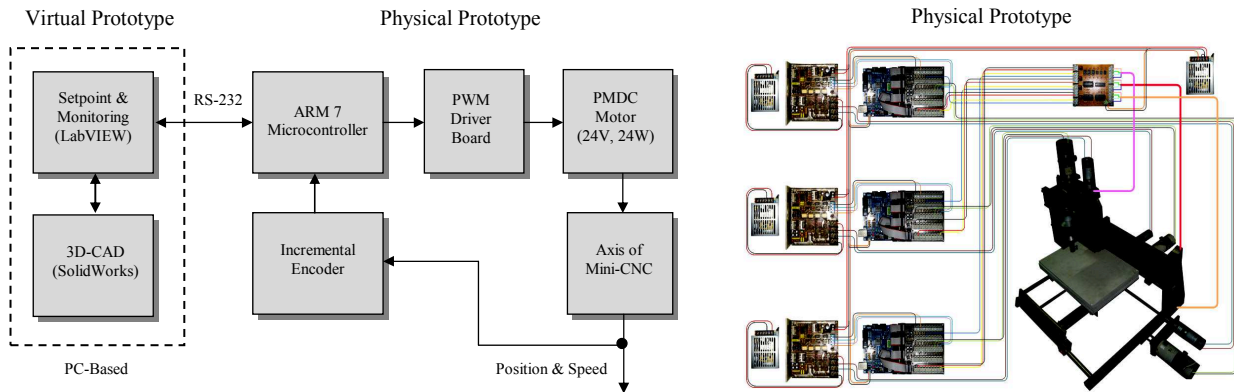 Virtual Prototype
Physical Prototype
Physical Prototype
Setpoint &
Monitoring
(LabVIEW)
RS-232
ARM 7
Microcontroller
PWM
Driver
Board
PMDC
Motor
(24V, 24W)
3D-CAD
(SolidWorks)
Incremental
Encoder
Axis of
Mini-CNC
PC-Based
Position & Speed